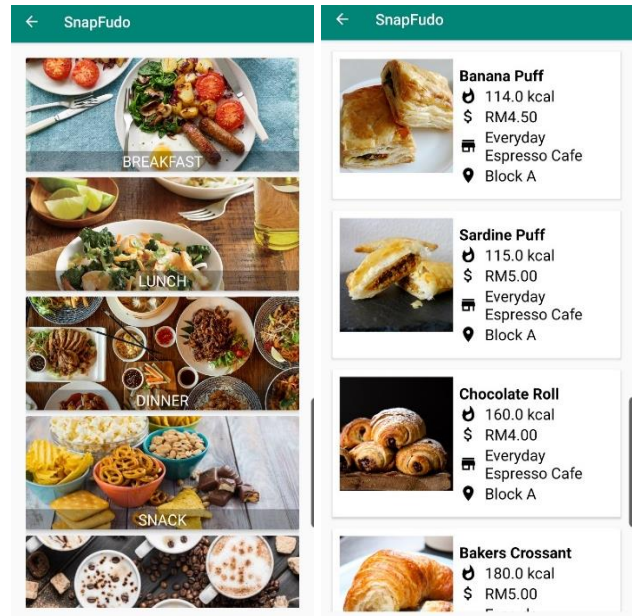 SnapFudo
BREAKFAST
LUNCH
DINNER
SNACK
SnapFudo
Banana Puff
114.0 kcal
$ RM4.50
Everyday
Espresso Cafe
Block A
Sardine Puff
115.0 kcal
$ RM5.00
Everyday
Espresso Cafe
Block A
Chocolate Roll
160.0 kcal
$ RM4.00
Everyday
Espresso Cafe
Block A
Bakers Crossant
180.0 kcal
$ RM5.00